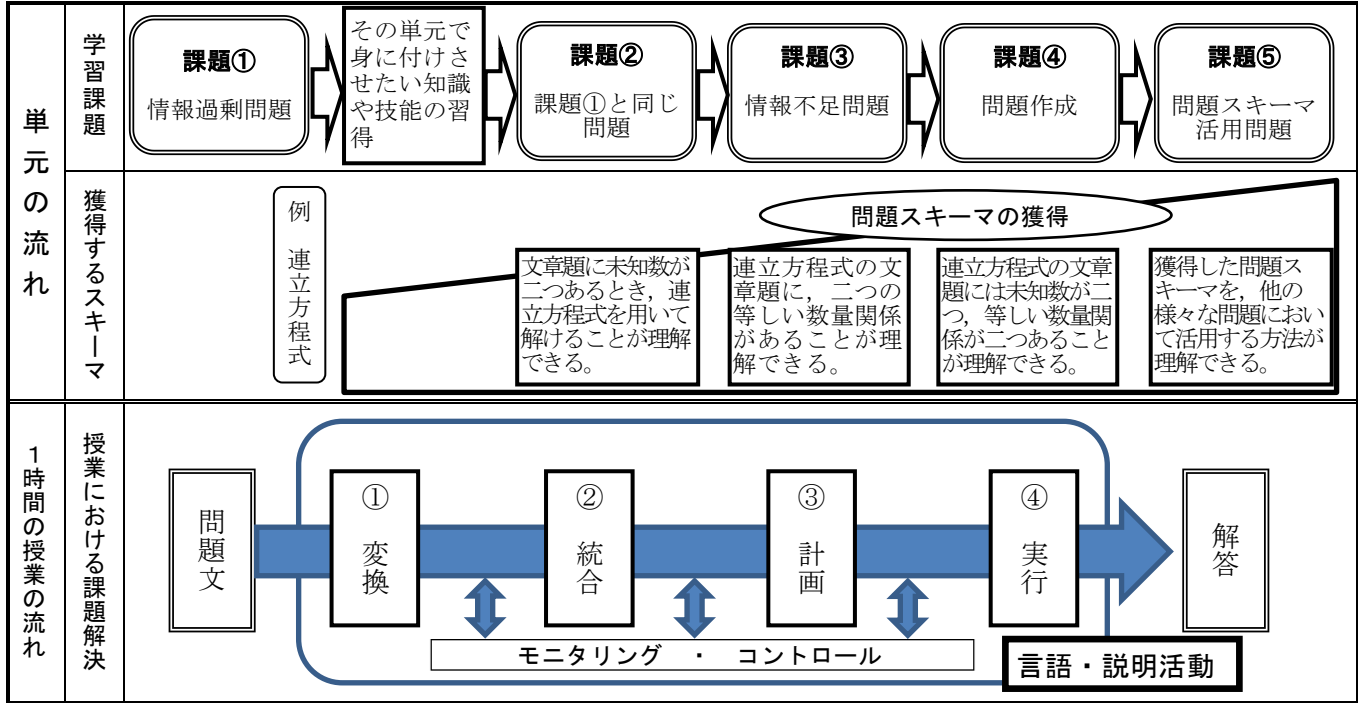 単元の流れ
学習課題
課題①
情報過剰問題
その単元で
身に付けさ
せたい知識
や技能の習
得
課題②
課題①と同じ
問題
課題③
情報不足問題
課題④
問題作成
課題⑤
問題スキーマ
活用問題
獲得するスキーマ
例 連立方程式
問題スキーマの獲得
文章題に未知数が
二つあるとき,連
立方程式を用いて
解けることが理解
できる。
連立方程式の文
章題に,二つの
等しい数量関係
があることが理
解できる。
連立方程式の文章
題には未知数が二
つ,等しい数量関
係が二つあること
が理解できる。
獲得した問題ス
キーマを,他の
様々な問題におい
て活用する方法が
理解できる。
1時間の授業の流れ
授業における課題解決
問題文
① 変換
② 統合
③ 計画
④ 実行
解答
モニタリング ・ コントロール
言語・説明活動